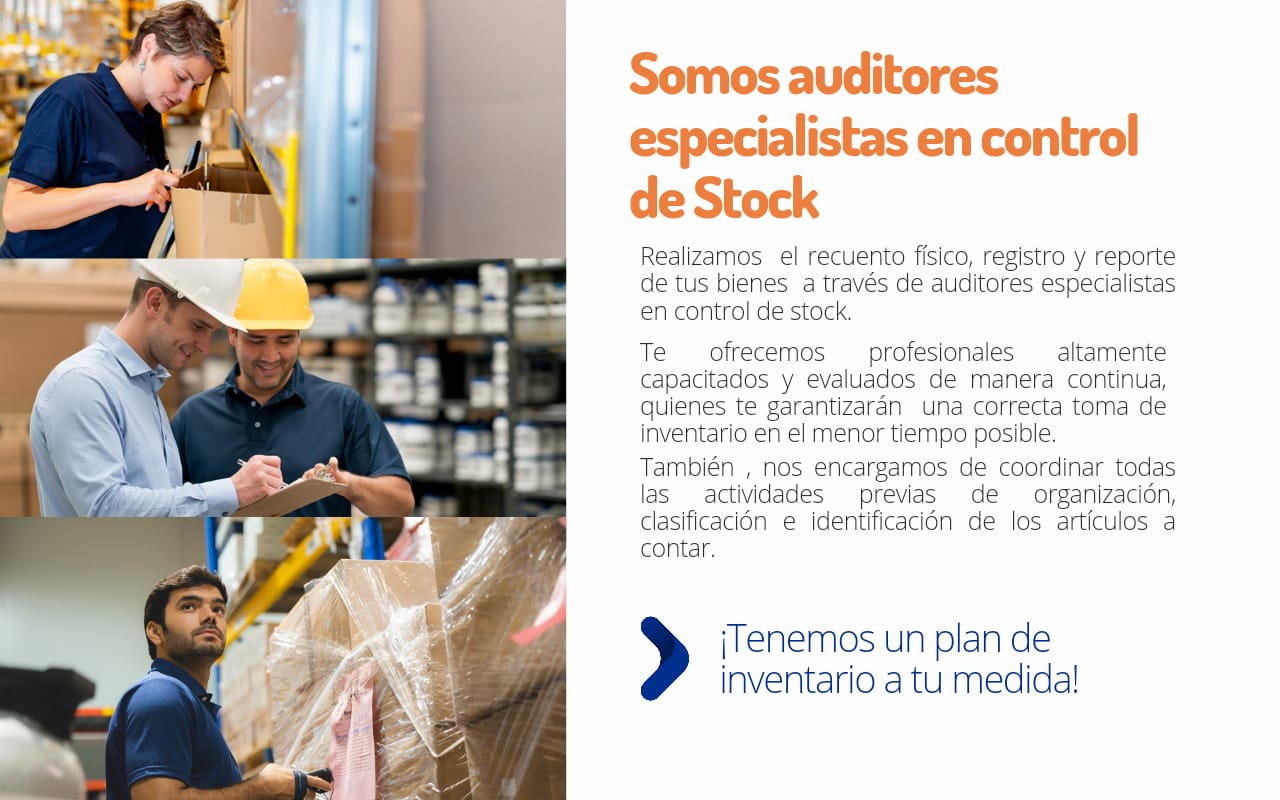 Somos auditores
especialistas en control
de Stock
Realizamos el recuento físico, registro y reporte
de tus bienes a través de auditores especialistas
en control de stock.
Te ofrecemos profesionales altamente
capacitados y evaluados de manera continua,
quienes te garantizarán una correcta toma de
inventario en el menor tiempo posible.
También , nos encargamos de coordinar todas
las actividades previas de organización,
clasificación e identificación de los artículos a
contar.
¡Tenemos un plan de
inventario a tu medida!